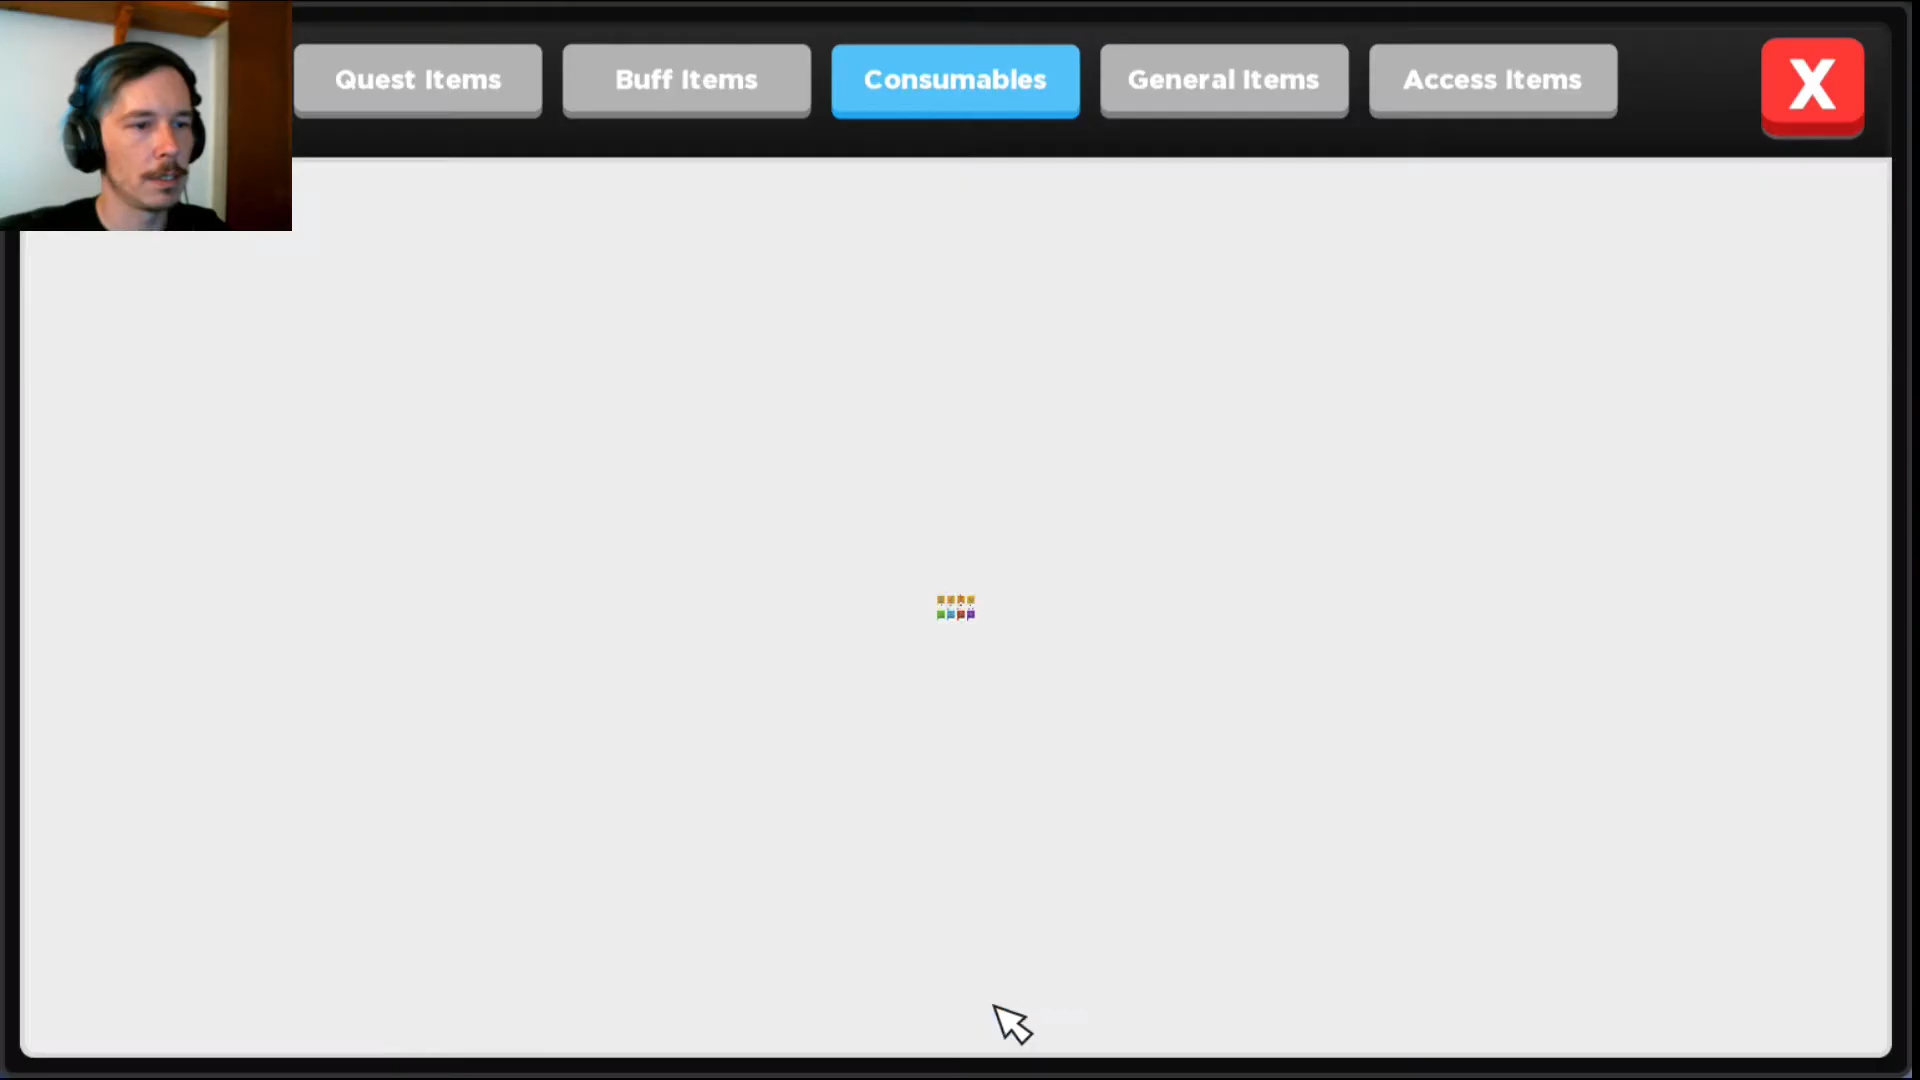 Quest Items
Buff Items
Consumables
General Items
Access Items
X